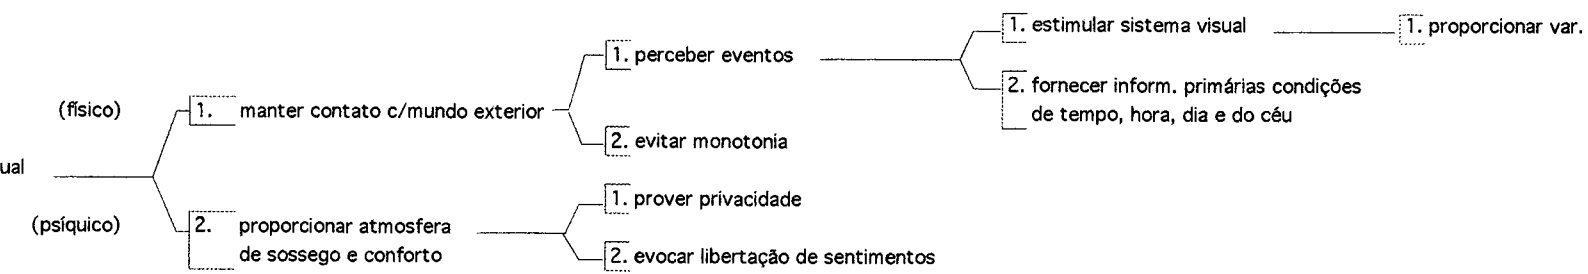 1. estimular sistema visual
1. proporcionar var.
1. perceber eventos
2. fornecer inform. primárias condições
de tempo, hora, dia e do céu
(físico)
1. manter contato c/mundo exterior
2. evitar monotonia
ual
1. prover privacidade
(psíquico)
2. proporcionar atmosfera
de sossego e conforto
2. evocar libertação de sentimentos